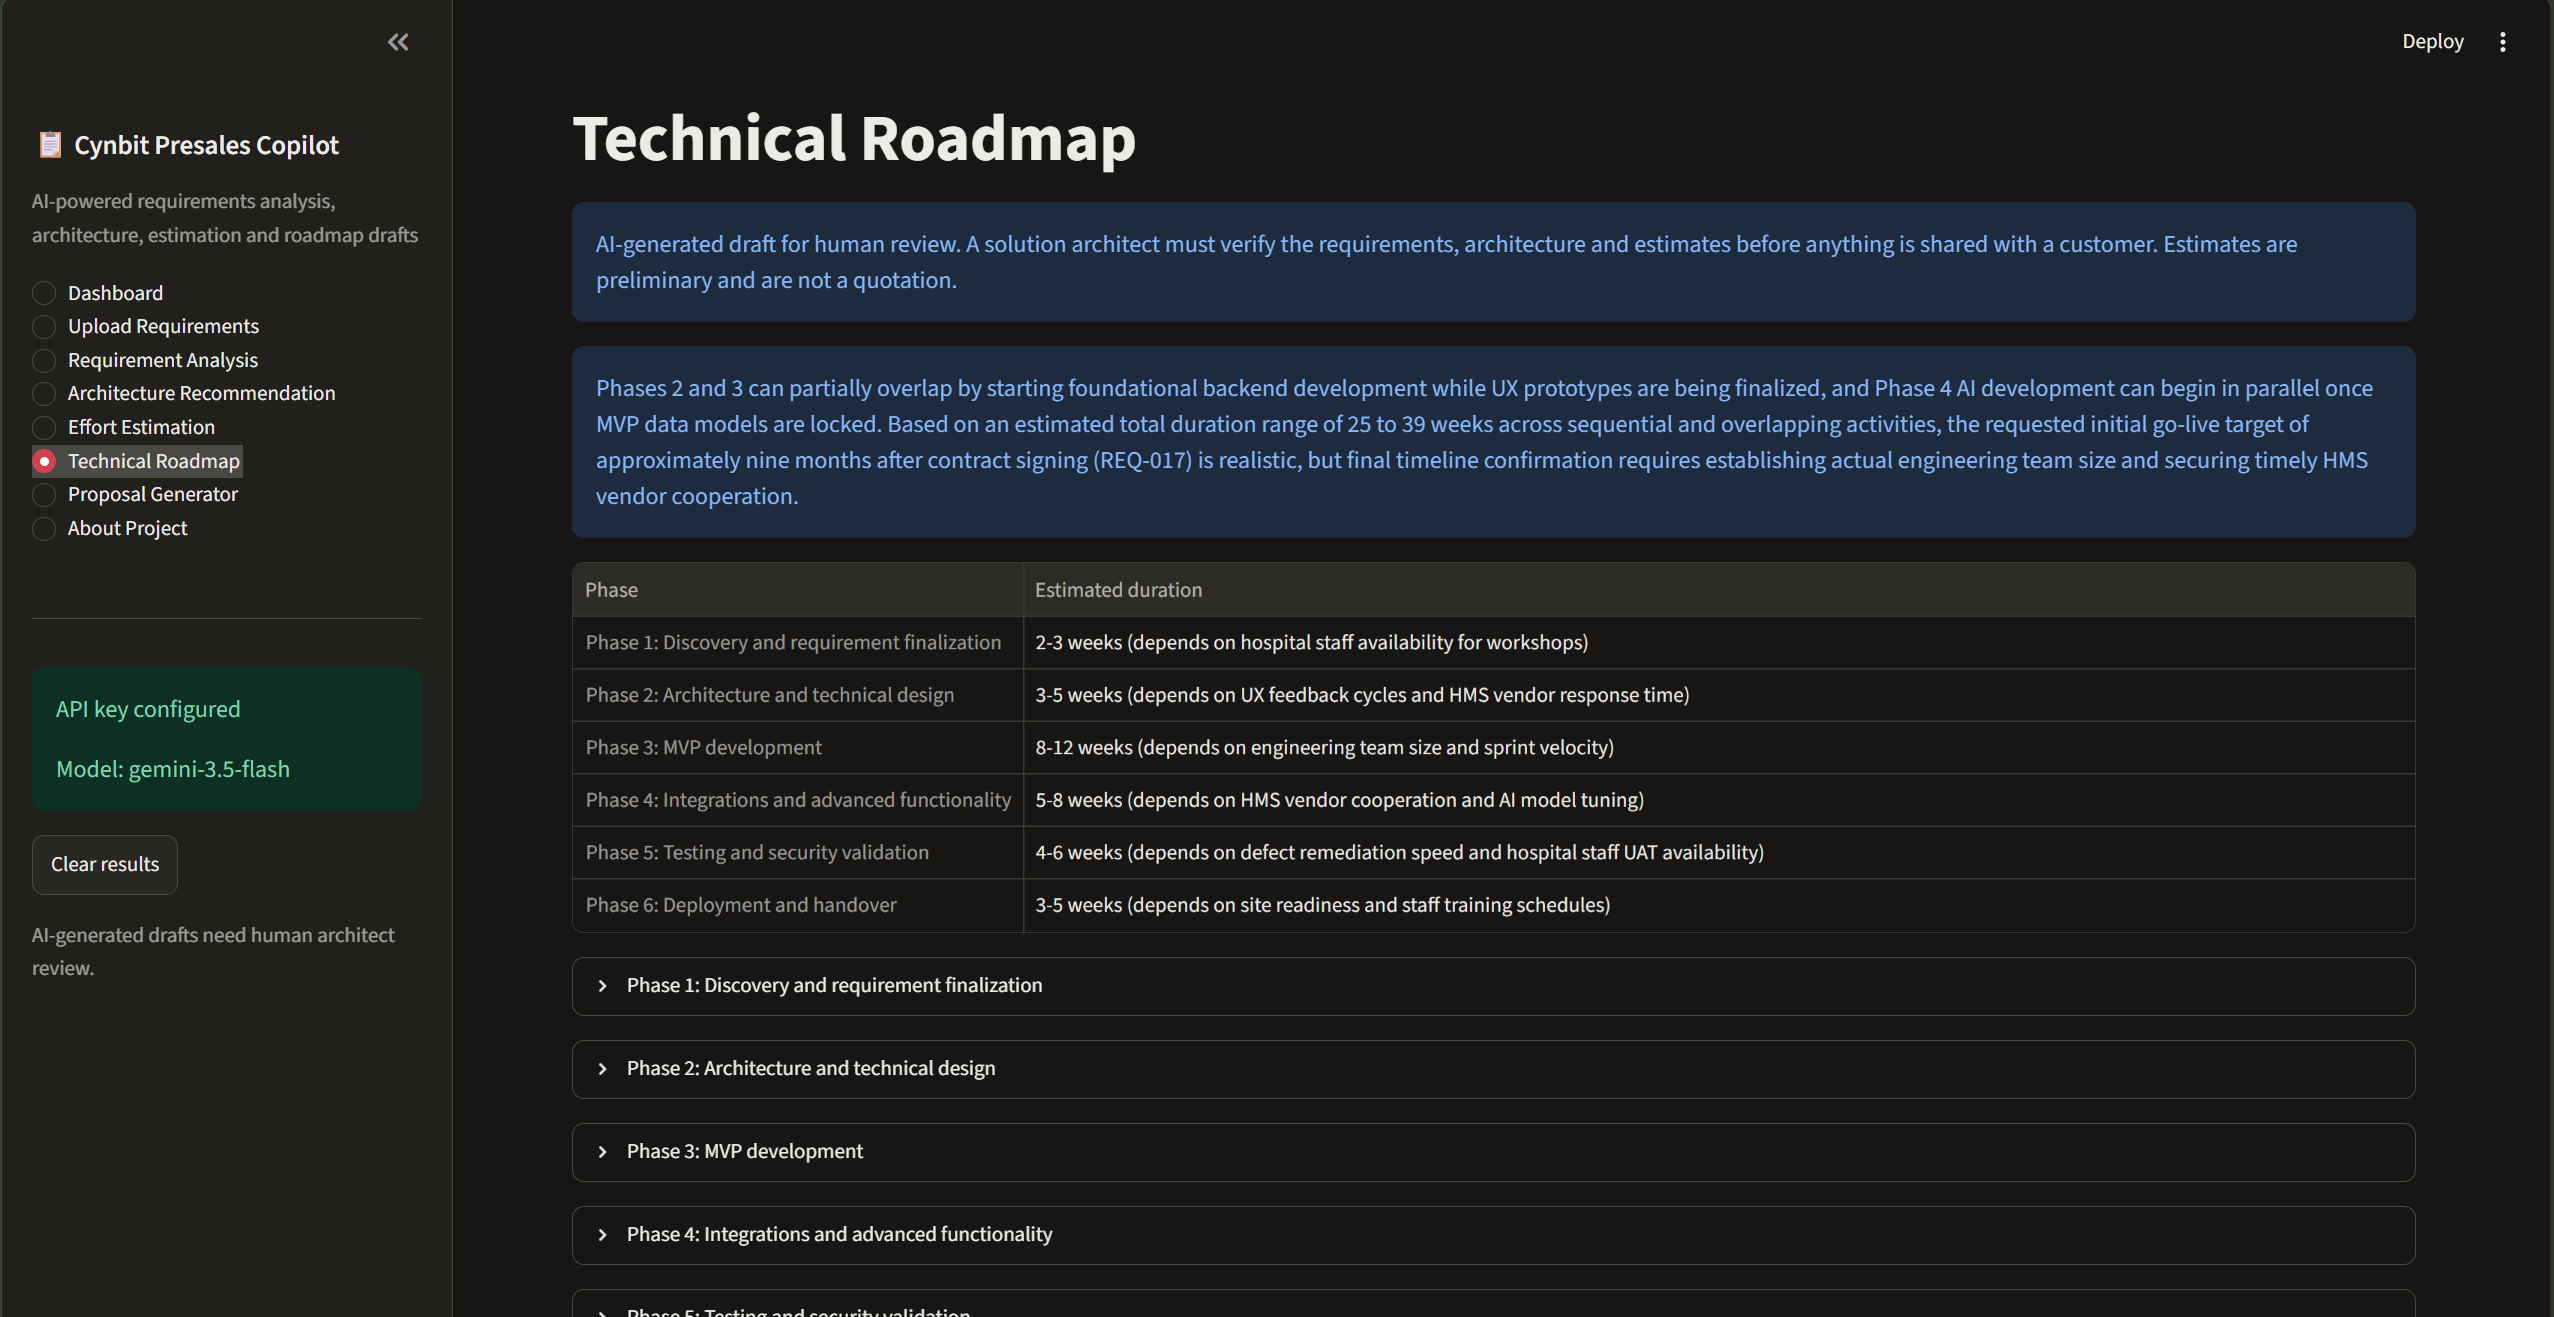 Deploy
Cynbit Presales Copilot
AI-powered requirements analysis,
architecture, estimation and roadmap drafts
Dashboard
Upload Requirements
Requirement Analysis
Architecture Recommendation
Effort Estimation
Technical Roadmap
Proposal Generator
About Project
API key configured
Model: gemini-3.5-flash
Clear results
AI-generated drafts need human architect
review.
Technical Roadmap
AI-generated draft for human review. A solution architect must verify the requirements, architecture and estimates before anything is shared with a customer. Estimates are
preliminary and are not a quotation.
Phases 2 and 3 can partially overlap by starting foundational backend development while UX prototypes are being finalized, and Phase 4 AI development can begin in parallel once
MVP data models are locked. Based on an estimated total duration range of 25 to 39 weeks across sequential and overlapping activities, the requested initial go-live target of
approximately nine months after contract signing (REQ-017) is realistic, but final timeline confirmation requires establishing actual engineering team size and securing timely HMS
vendor cooperation.
Phase Estimated duration
Phase 1: Discovery and requirement finalization 2-3 weeks (depends on hospital staff availability for workshops)
Phase 2: Architecture and technical design 3-5 weeks (depends on UX feedback cycles and HMS vendor response time)
Phase 3: MVP development 8-12 weeks (depends on engineering team size and sprint velocity)
Phase 4: Integrations and advanced functionality 5-8 weeks (depends on HMS vendor cooperation and AI model tuning)
Phase 5: Testing and security validation 4-6 weeks (depends on defect remediation speed and hospital staff UAT availability)
Phase 6: Deployment and handover 3-5 weeks (depends on site readiness and staff training schedules)
Phase 1: Discovery and requirement finalization
Phase 2: Architecture and technical design
Phase 3: MVP development
Phase 4: Integrations and advanced functionality
Phase 5: Testing and security validation